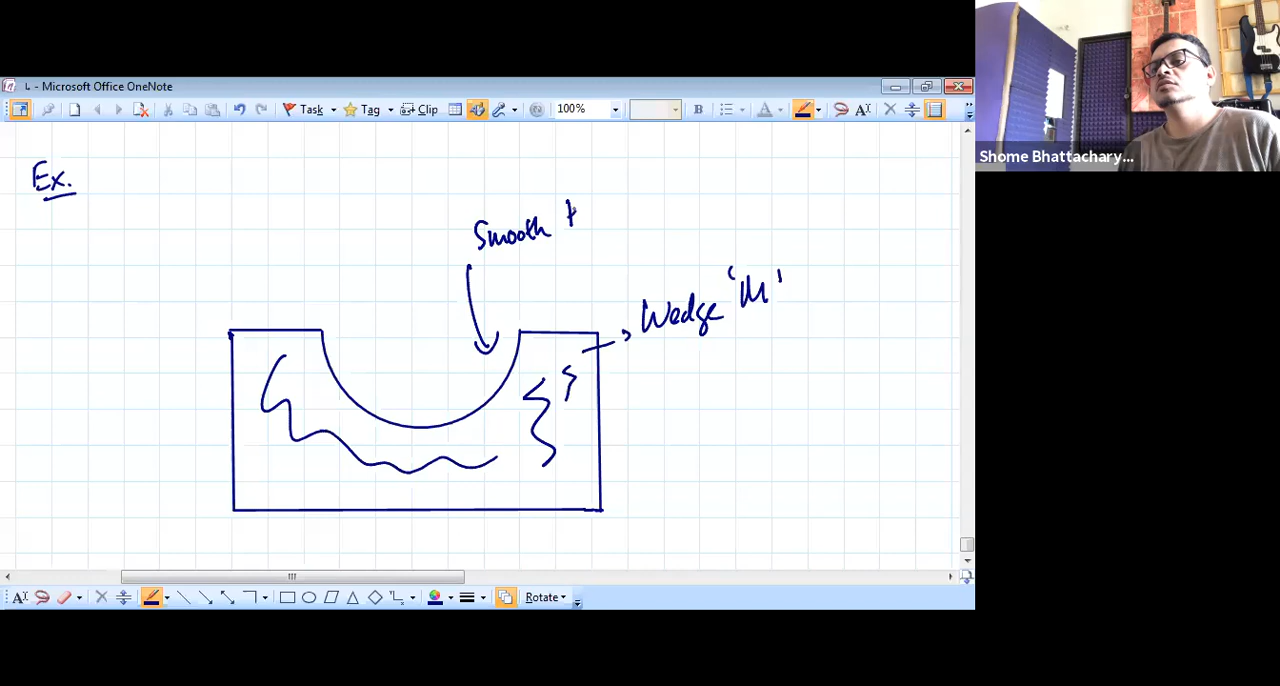 ا - Microsoft Office OneNote
Task Tag Clip 100% B A
Ex.
Smooth
Wedge 'M'
Rotate
Shome Bhattachary...